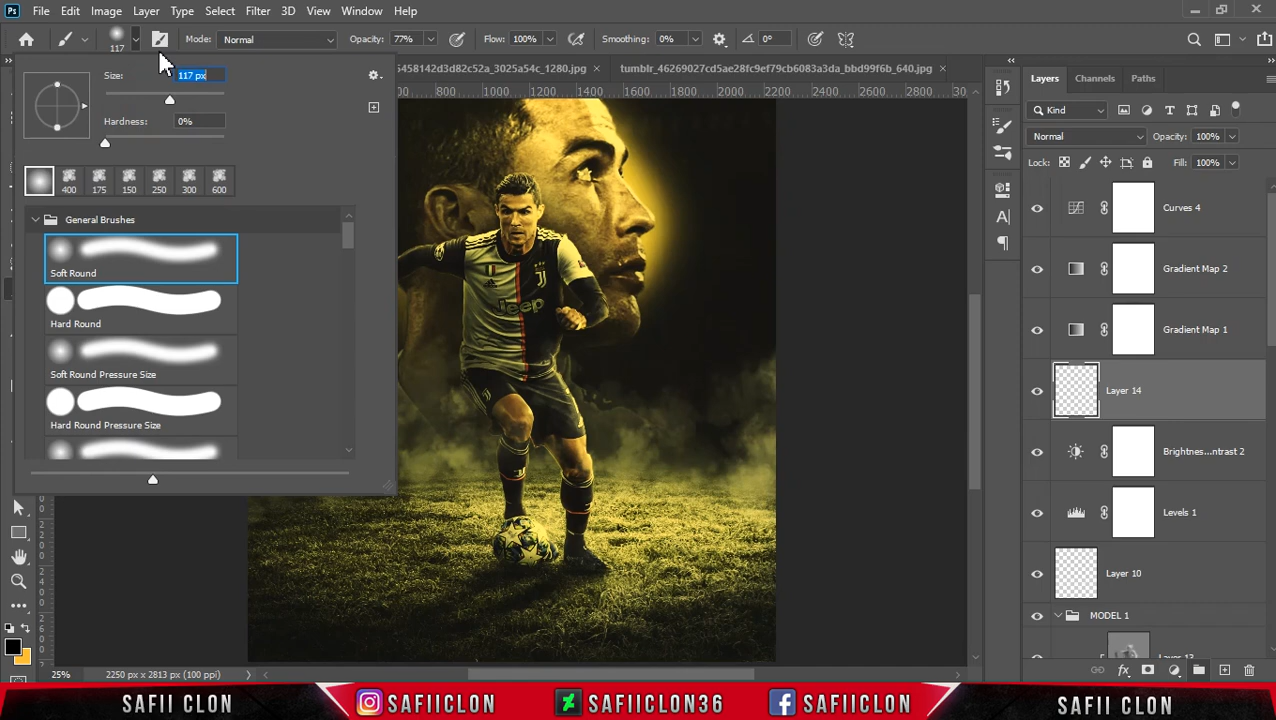 Ps File Edit Image Layer Type Select Filter 3D View Window Help
117 Mode: Normal Opacity: 77% Flow: 100% Smoothing: 0% 0°
5458142d3d82c52a_3025a54c_1280.jpg × tumblr_46269027cd5ae28fc9ef79cb6083a3da_bbd99f6b_640.jpg ×
800 1000 1200 1400 1600 1800 2000 2200 2400 2600 2800 30
Size: 117 px
Hardness: 0%
400 175 150 250 300 600
General Brushes
Soft Round
Hard Round
Soft Round Pressure Size
Hard Round Pressure Size
Jeep
Layers Channels Paths
Kind
Normal Opacity: 100%
Lock: Fill: 100%
Curves 4
Gradient Map 2
Gradient Map 1
Layer 14
Brightnes...ntrast 2
Levels 1
Layer 10
MODEL 1
25% 2250 px x 2813 px (100 ppi)
SAFII CLON SAFIICLON SAFIICLON36 SAFIICLON SAFII CLON